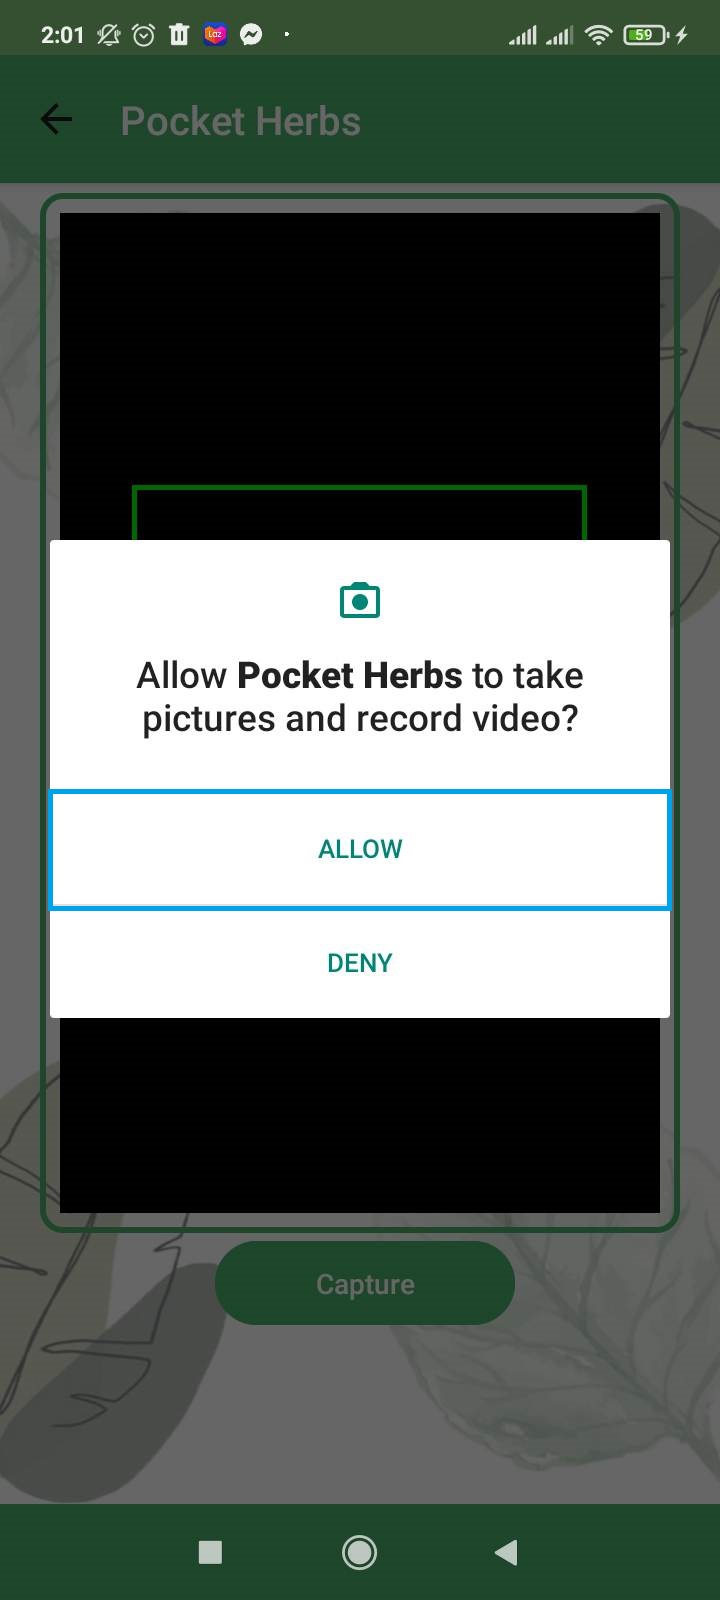 2:01
Laz
59
Pocket Herbs
Allow Pocket Herbs to take
pictures and record video?
ALLOW
DENY
Capture